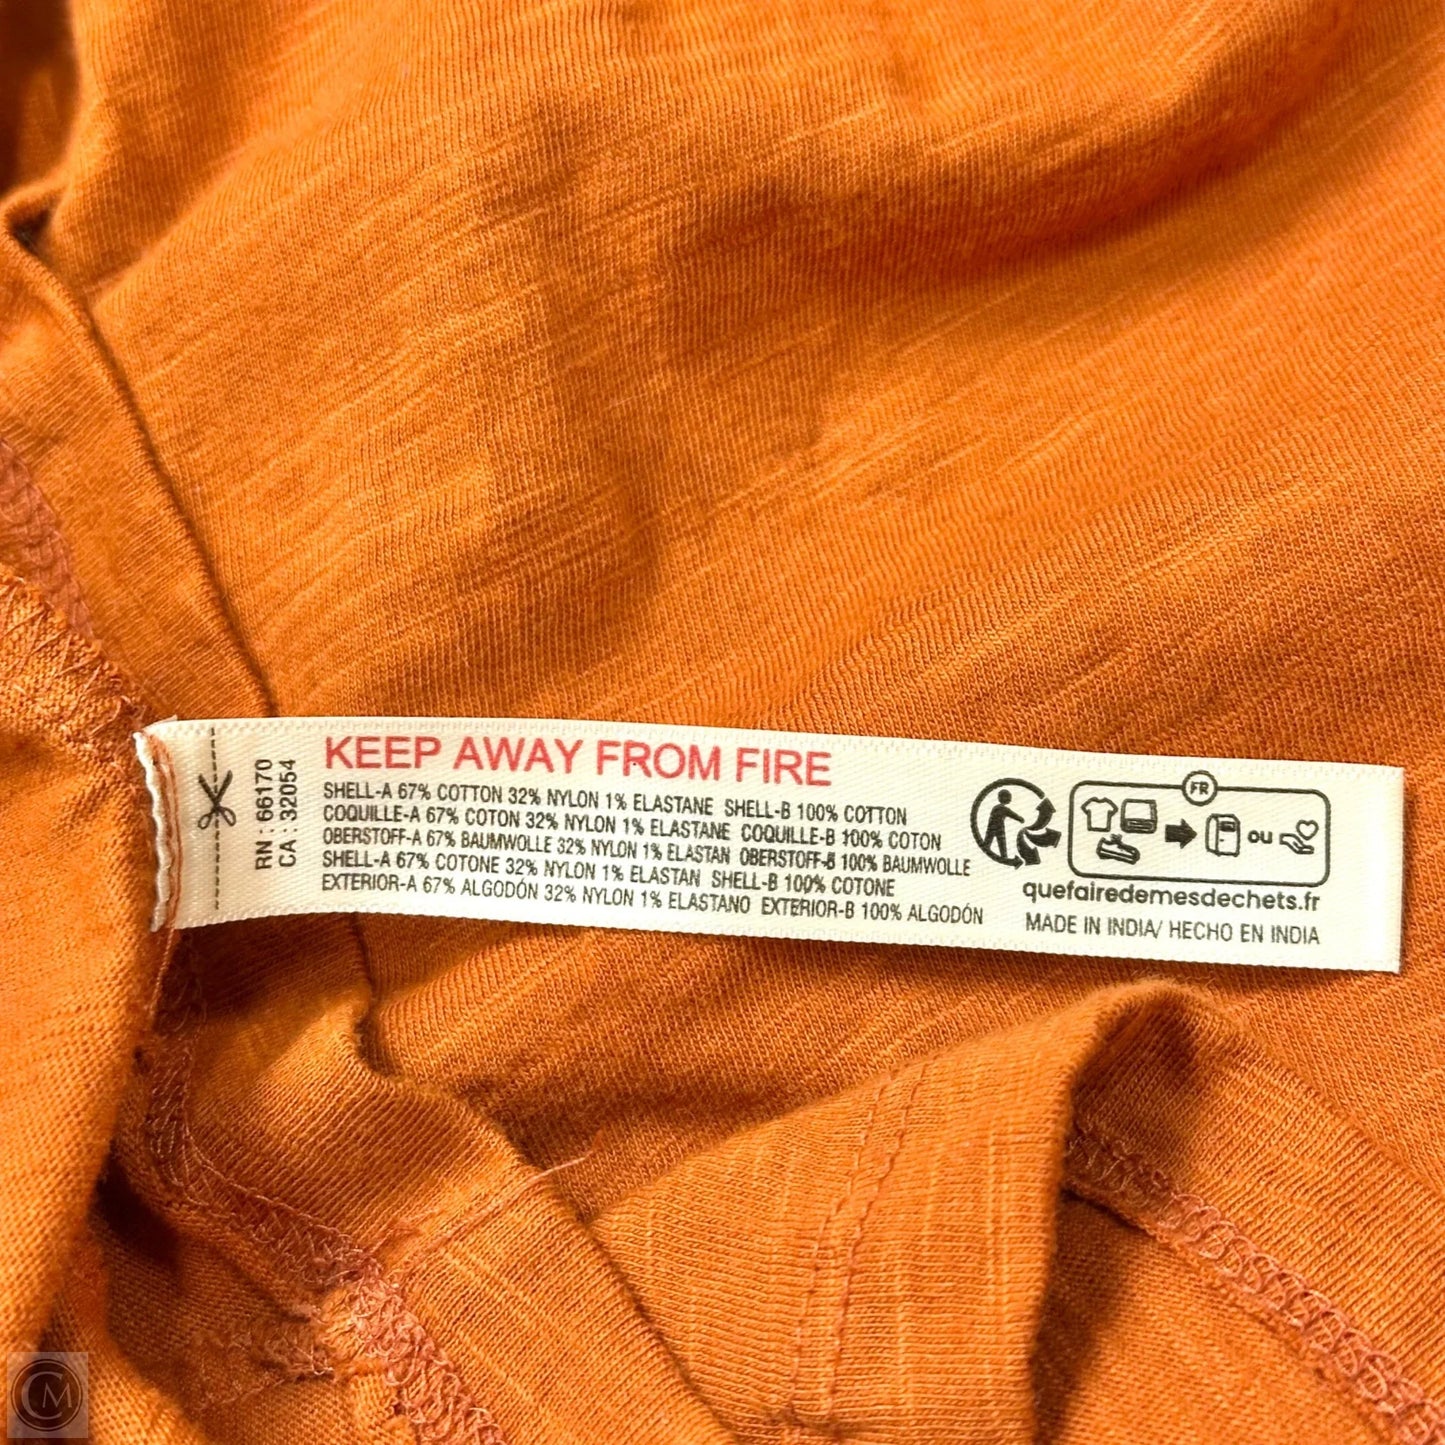 RN : 66170
CA : 32054
KEEP AWAY FROM FIRE
SHELL-A 67% COTTON 32% NYLON 1% ELASTANE SHELL-B 100% COTTON
COQUILLE-A 67% COTON 32% NYLON 1% ELASTANE COQUILLE-B 100% COTON
OBERSTOFF-A 67% BAUMWOLLE 32% NYLON 1% ELASTAN OBERSTOFF-B 100% BAUMWOLLE
SHELL-A 67% COTONE 32% NYLON 1% ELASTAN SHELL-B 100% COTONE
EXTERIOR-A 67% ALGODÓN 32% NYLON 1% ELASTANO EXTERIOR-B 100% ALGODÓN
FR
ou
quefairedemesdechets.fr
MADE IN INDIA/ HECHO EN INDIA
CM